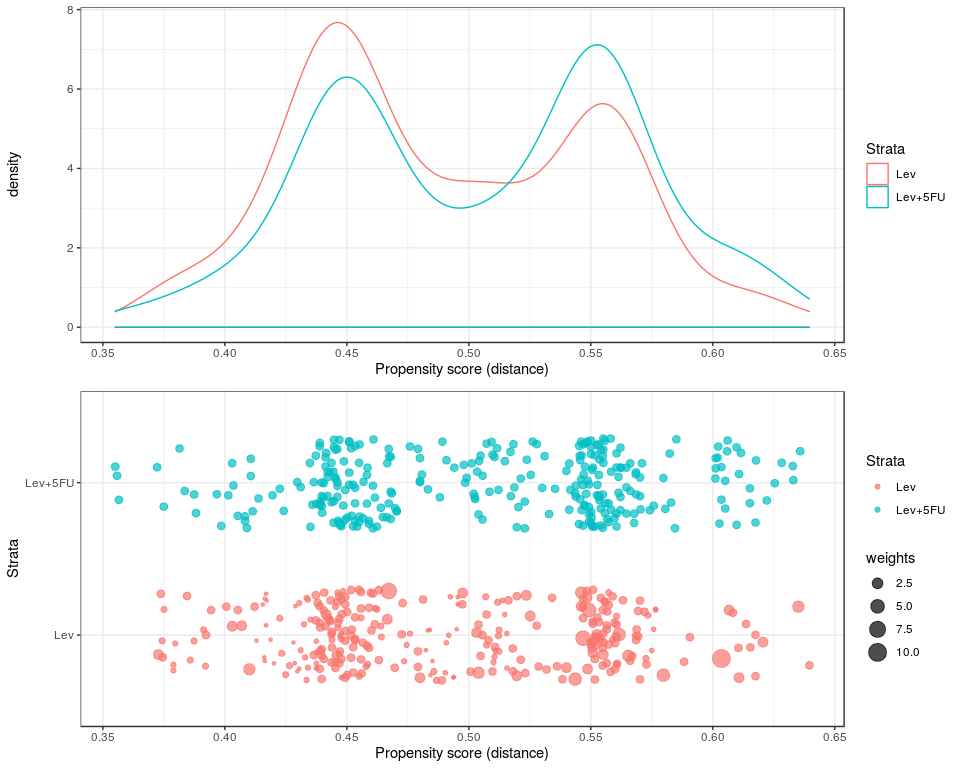 density
8
6
4
2
0
0.35 0.40 0.45 0.50 0.55 0.60 0.65
Propensity score (distance)
Strata
Lev
Lev+5FU
Strata
Lev+5FU
Lev
0.35 0.40 0.45 0.50 0.55 0.60 0.65
Propensity score (distance)
Strata
Lev
Lev+5FU
weights
2.5
5.0
7.5
10.0